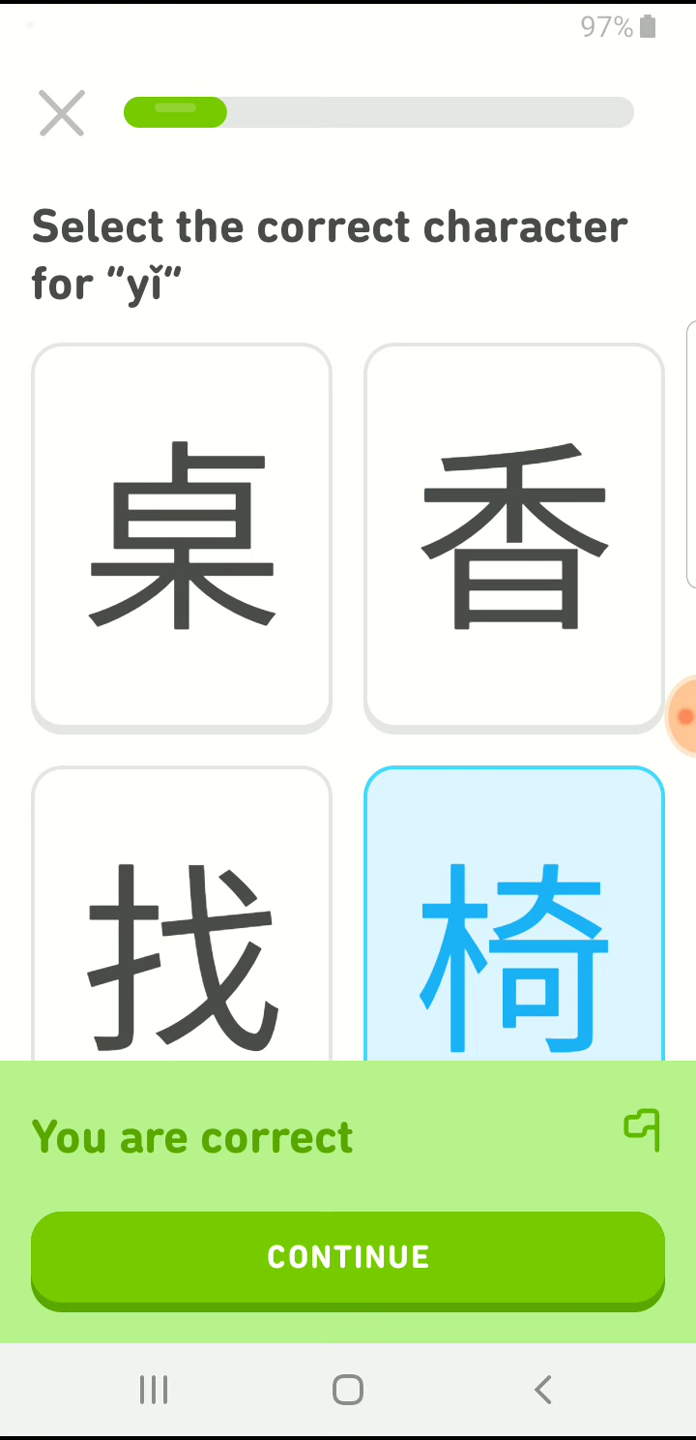 97%
Select the correct character
for "yǐ"
桌 香
找 椅
You are correct
CONTINUE